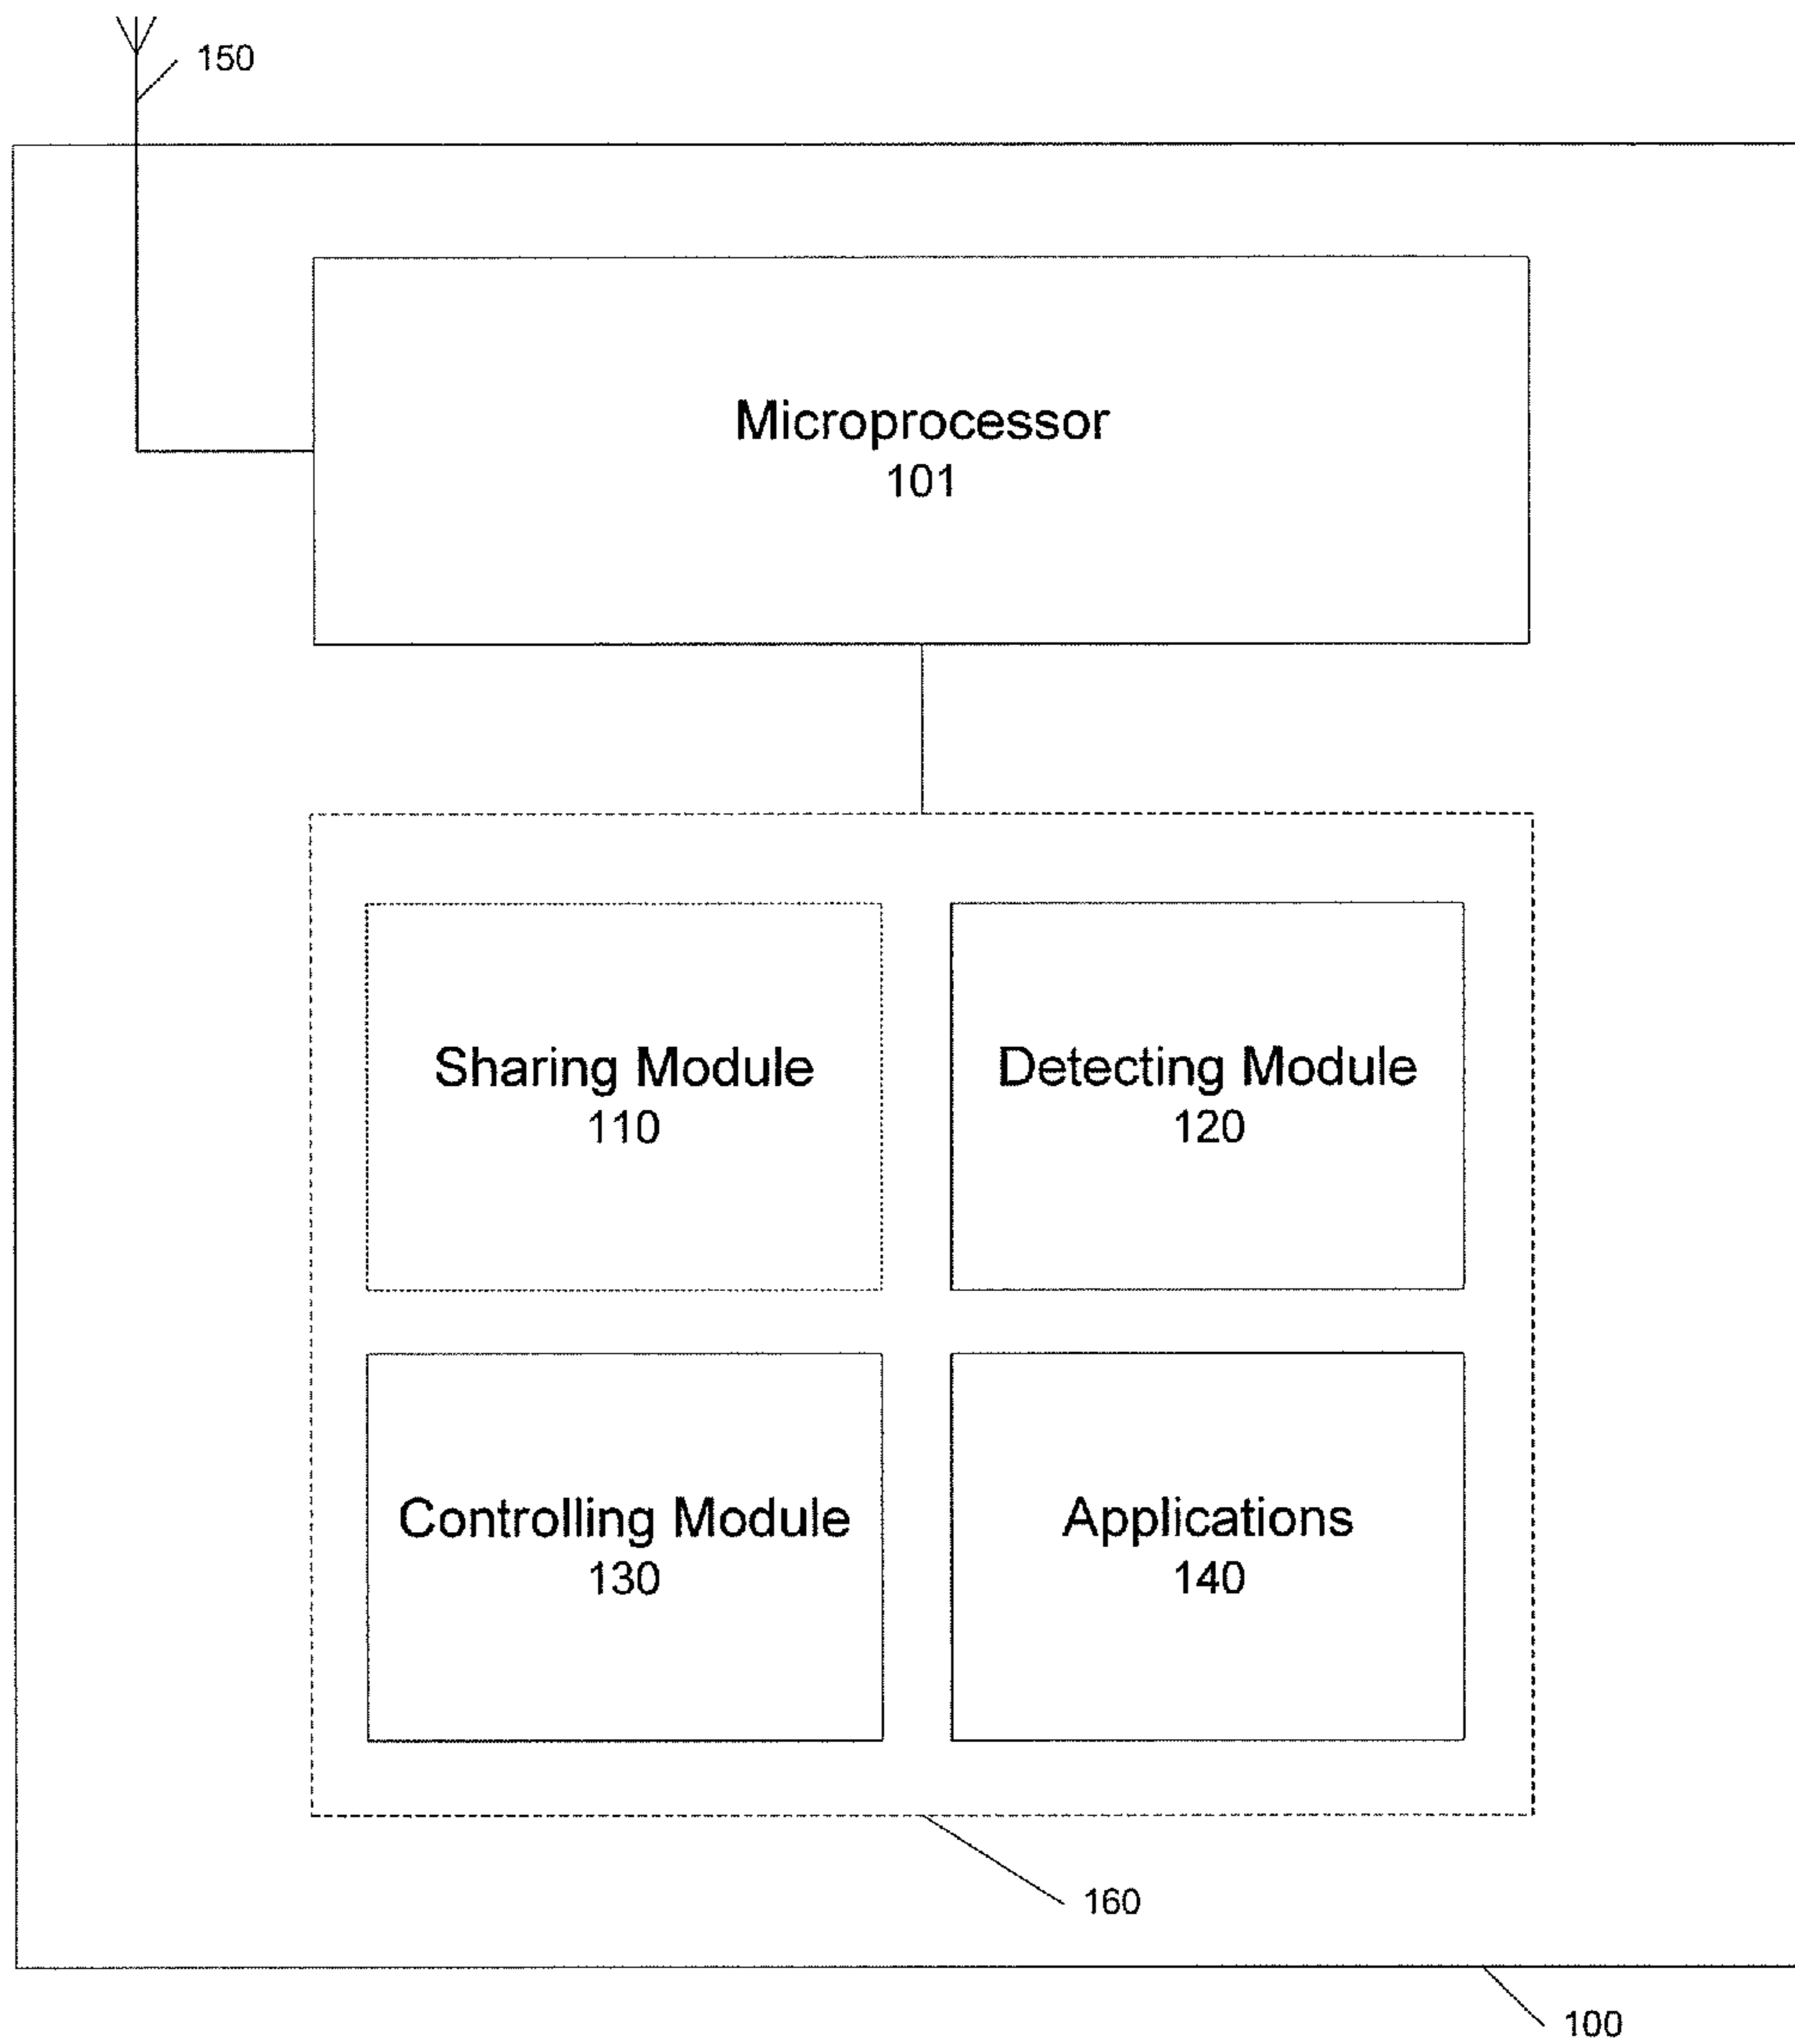 150
Microprocessor
101
Sharing Module
110
Detecting Module
120
Controlling Module
130
Applications
140
160
100